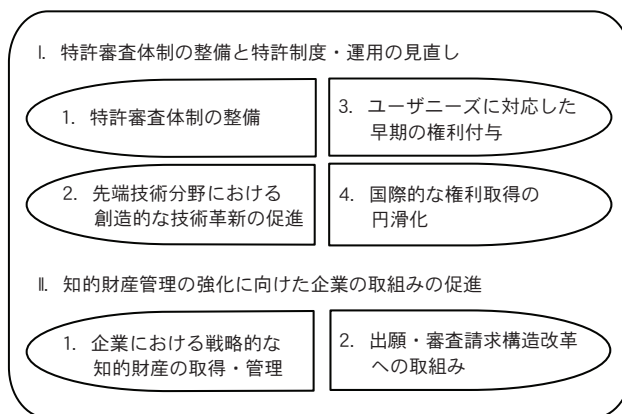 Ⅰ. 特許審査体制の整備と特許制度・運用の見直し
1. 特許審査体制の整備
2. 先端技術分野における
創造的な技術革新の促進
3. ユーザニーズに対応した
早期の権利付与
4. 国際的な権利取得の
円滑化
Ⅱ. 知的財産管理の強化に向けた企業の取組みの促進
1. 企業における戦略的な
知的財産の取得・管理
2. 出願・審査請求構造改革
への取組み